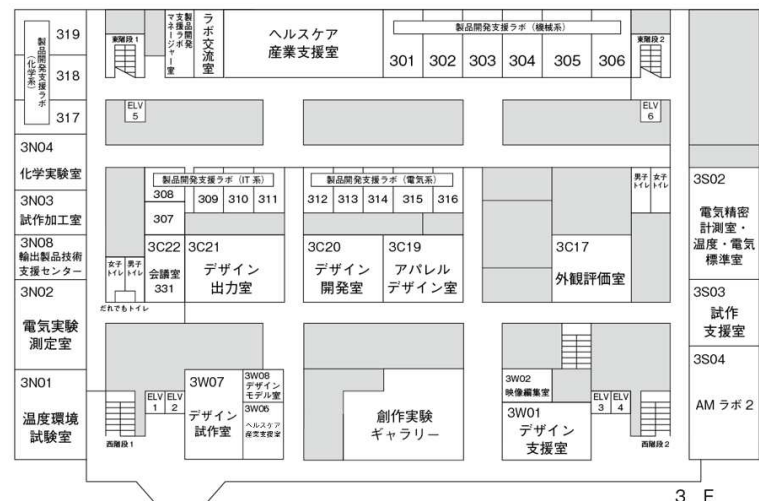 319
318
317
製品開発支援ラボ
(化学系)
東階段1
製品開発
支援ラボ
マネージャー室
ラボ交流室
ヘルスケア
産業支援室
製品開発支援ラボ(機械系)
301
302
303
304
305
306
東階段2
ELV
5
ELV
6
3N04
化学実験室
3N03
試作加工室
3N08
輸出製品技術
支援センター
3N02
電気実験
測定室
3N01
温度環境
試験室
製品開発支援ラボ(IT系)
308
309
310
311
307
製品開発支援ラボ(電気系)
312
313
314
315
316
男子
トイレ
女子
トイレ
女子
トイレ
男子
トイレ
だれでもトイレ
3C22
会議室
331
3C21
デザイン
出力室
3C20
デザイン
開発室
3C19
アパレル
デザイン室
3C17
外観評価室
3S02
電気精密
計測室・
温度・電気
標準室
3S03
試作
支援室
3S04
AMラボ2
西階段1
ELV
1
ELV
2
3W07
デザイン
試作室
3W08
デザイン
モデル室
3W06
ヘルスケア
産業支援室
創作実験
ギャラリー
3W02
映像編集室
3W01
デザイン
支援室
ELV
3
ELV
4
西階段2
3 F